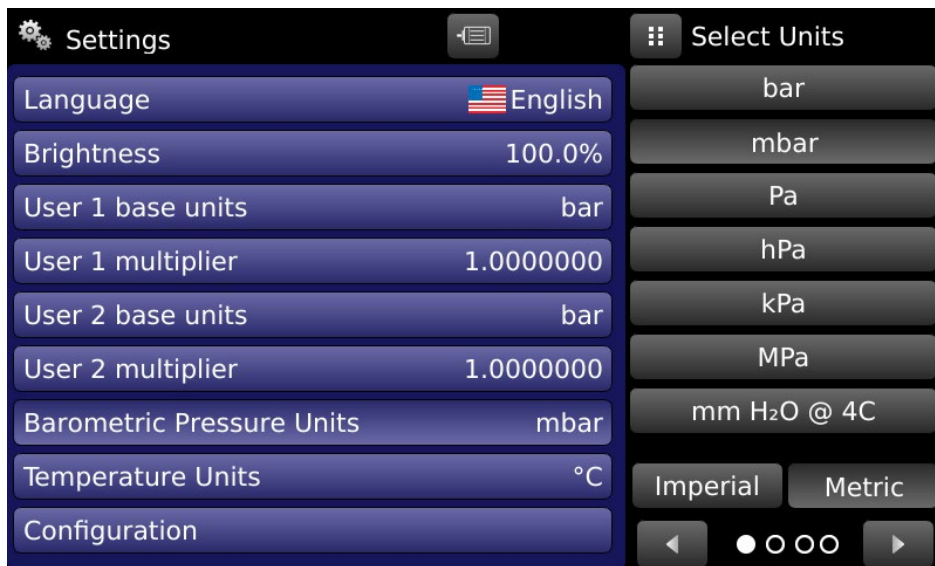 Settings
Language English
Brightness 100.0%
User 1 base units bar
User 1 multiplier 1.0000000
User 2 base units bar
User 2 multiplier 1.0000000
Barometric Pressure Units mbar
Temperature Units °C
Configuration
Select Units
bar
mbar
Pa
hPa
kPa
MPa
mm H₂O @ 4C
Imperial Metric